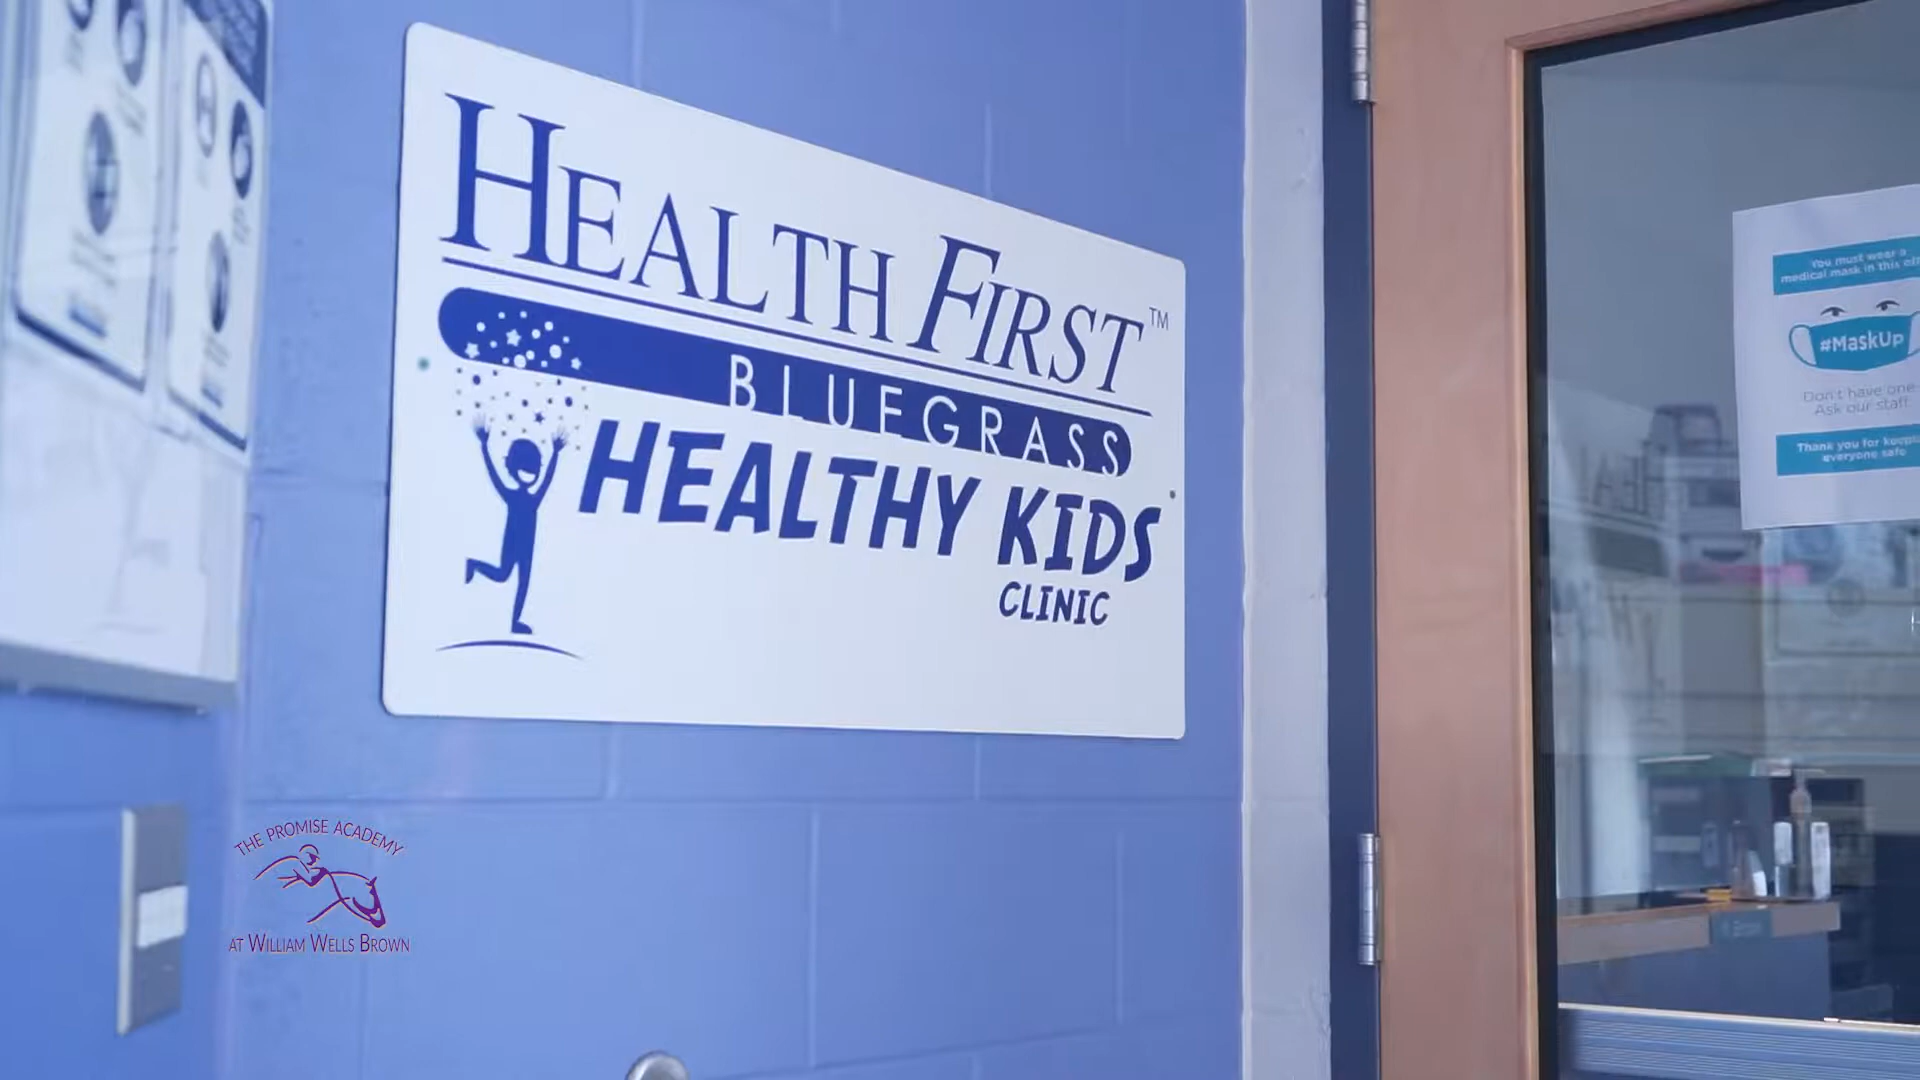 HEALTH FIRST™
BLUEGRASS
HEALTHY KIDS
CLINIC
You must wear a
medical mask in this
#MaskUp
Don't have one
Ask our staff
Thank you for
everyone safe
THE PROMISE ACADEMY
AT WILLIAM WELLS BROWN